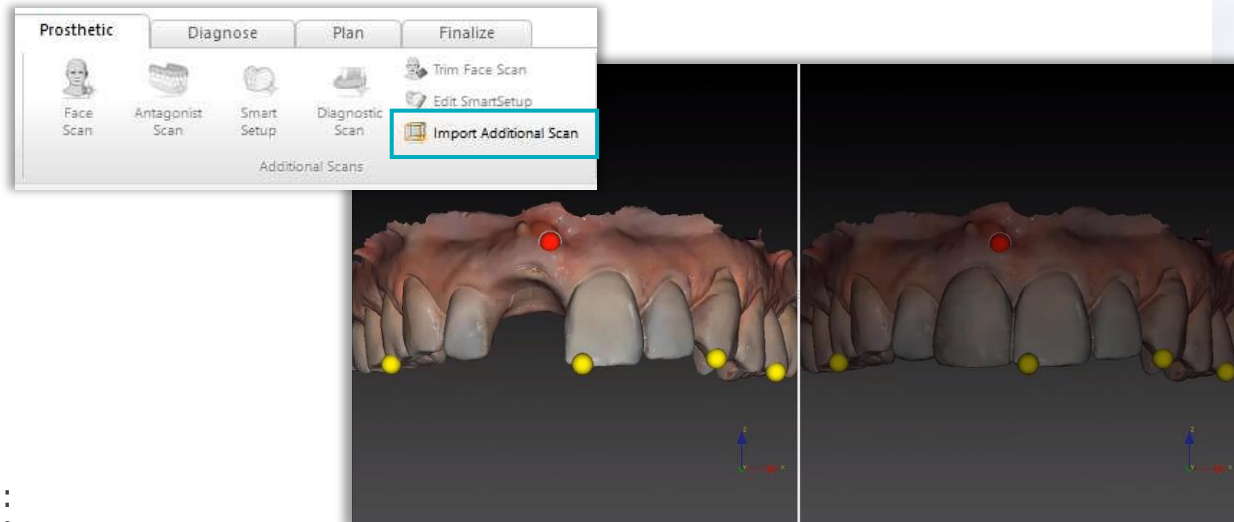 Prosthetic Diagnose Plan Finalize
Face Scan
Antagonist Scan
Smart Setup
Diagnostic Scan
Trim Face Scan
Edit SmartSetup
Import Additional Scan
Additional Scans
z
Y x
z
Y x
: